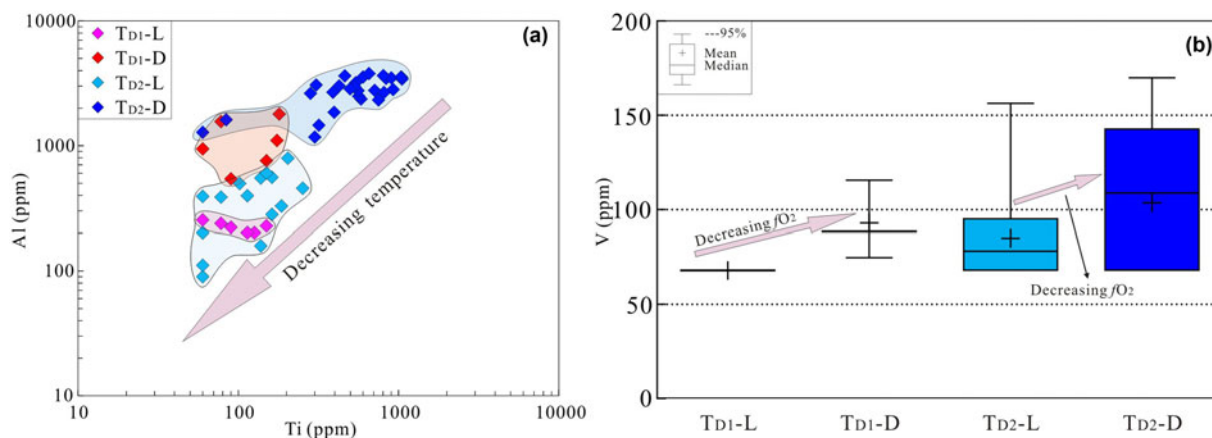 (a)
TD1-L
TD1-D
TD2-L
TD2-D
10000
1000
100
10
Al (ppm)
Decreasing temperature
10
100
1000
10000
Ti (ppm)
(b)
---95%
Mean
Median
200
150
100
50
0
V (ppm)
Decreasing fO2
Decreasing fO2
TD1-L
TD1-D
TD2-L
TD2-D